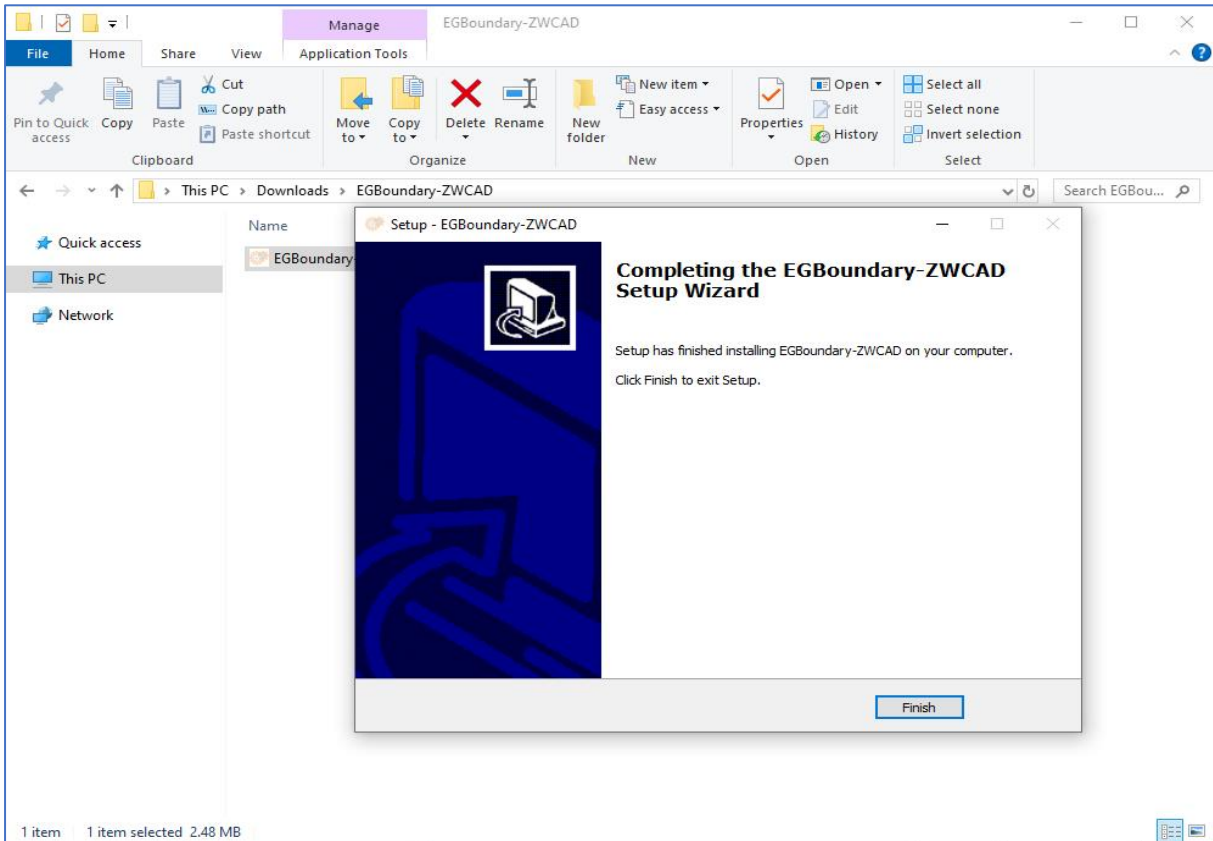 Manage
EGBoundary-ZWCAD
File
Home
Share
View
Application Tools
Pin to Quick access
Copy
Paste
Cut
Copy path
Paste shortcut
Move to
Copy to
Delete
Rename
New folder
New item
Easy access
Properties
Open
Edit
History
Select all
Select none
Invert selection
Clipboard
Organize
New
Open
Select
This PC > Downloads > EGBoundary-ZWCAD
Search EGBou...
Quick access
This PC
Network
Name
EGBoundary
Setup - EGBoundary-ZWCAD
Completing the EGBoundary-ZWCAD
Setup Wizard
Setup has finished installing EGBoundary-ZWCAD on your computer.
Click Finish to exit Setup.
Finish
1 item
1 item selected 2.48 MB